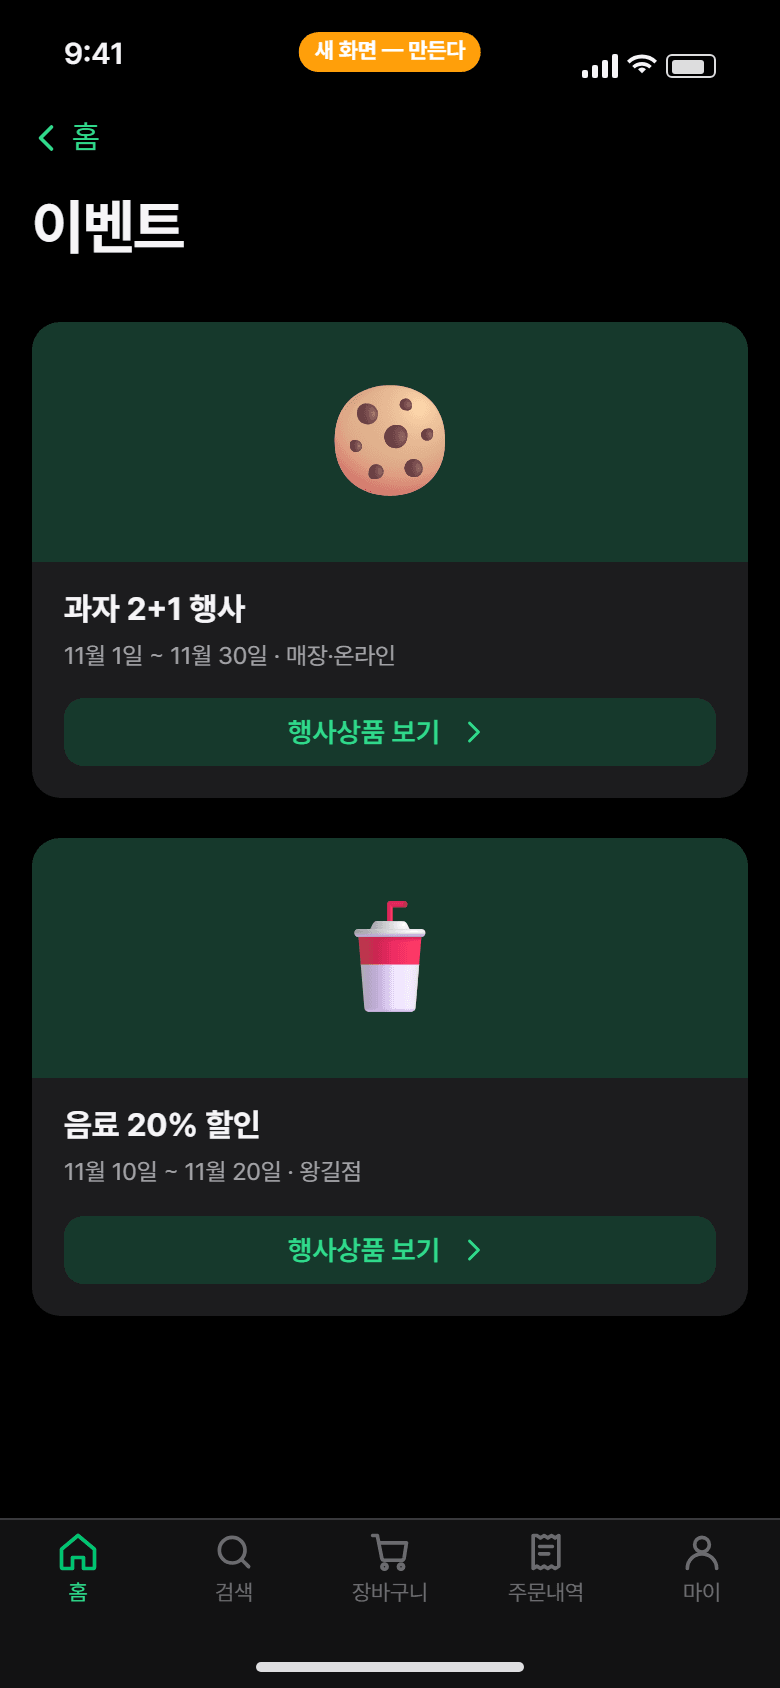 9:41
새 화면 — 만든다
홈
이벤트
과자 2+1 행사
11월 1일 ~ 11월 30일 · 매장·온라인
행사상품 보기
음료 20% 할인
11월 10일 ~ 11월 20일 · 왕길점
행사상품 보기
홈
검색
장바구니
주문내역
마이